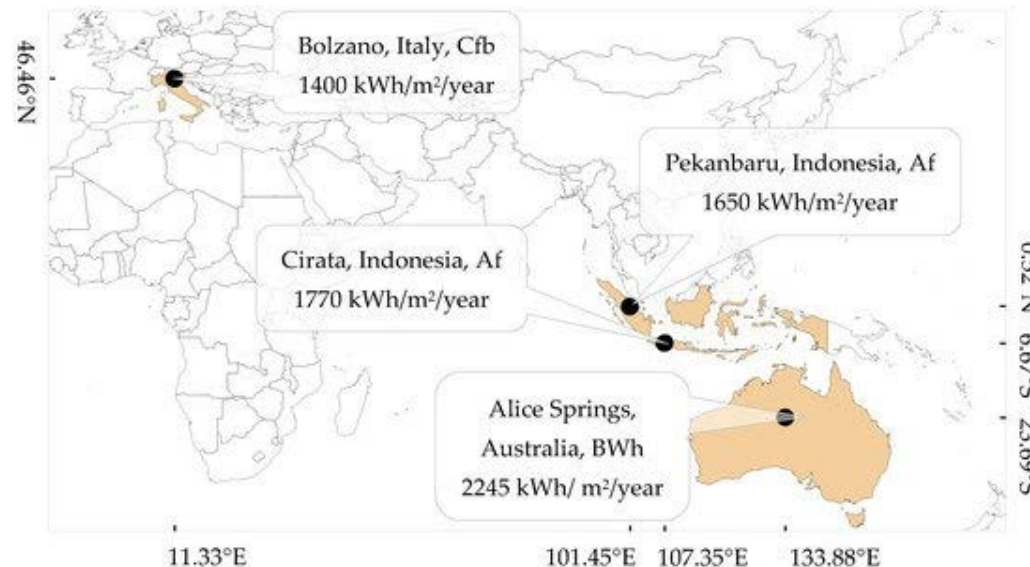 Bolzano, Italy, Cfb
1400 kWh/m²/year
46.46°N
Pekanbaru, Indonesia, Af
1650 kWh/m²/year
Cirata, Indonesia, Af
1770 kWh/m²/year
0.52°N
6.67°S
23.69°S
Alice Springs,
Australia, BWh
2245 kWh/ m²/year
11.33°E
101.45°E
107.35°E
133.88°E